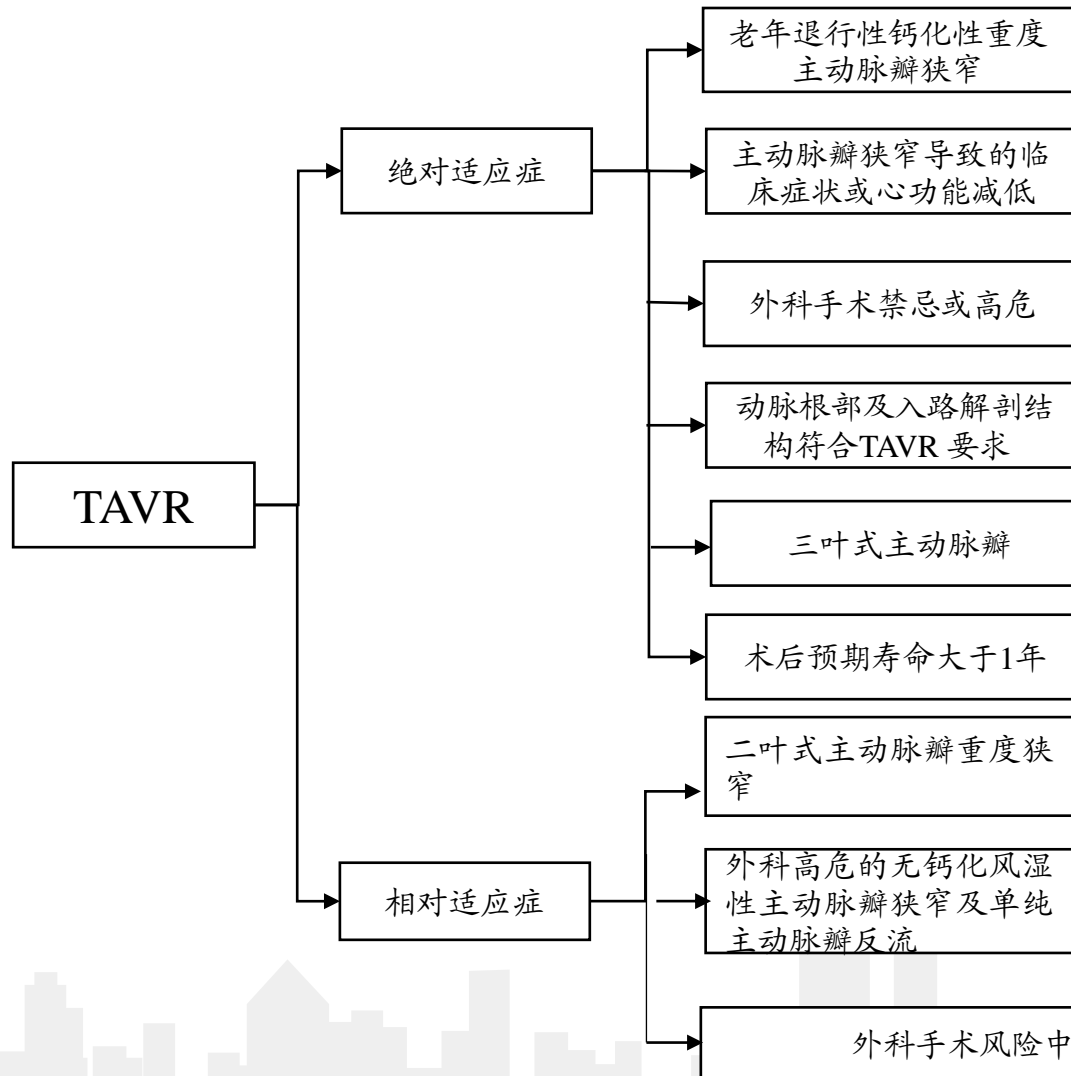 老年退行性钙化性重度
主动脉瓣狭窄
绝对适应症
主动脉瓣狭窄导致的临
床症状或心功能减低
外科手术禁忌或高危
动脉根部及入路解剖结
构符合TAVR 要求
TAVR
三叶式主动脉瓣
术后预期寿命大于1年
二叶式主动脉瓣重度狭
窄
相对适应症
外科高危的无钙化风湿
性主动脉瓣狭窄及单纯
主动脉瓣反流
外科手术风险中